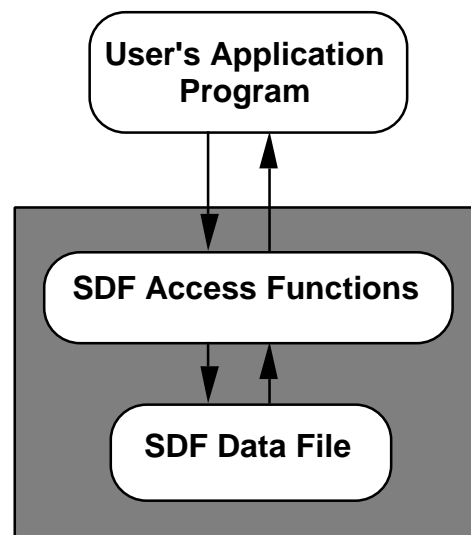 User's Application
Program
SDF Access Functions
SDF Data File